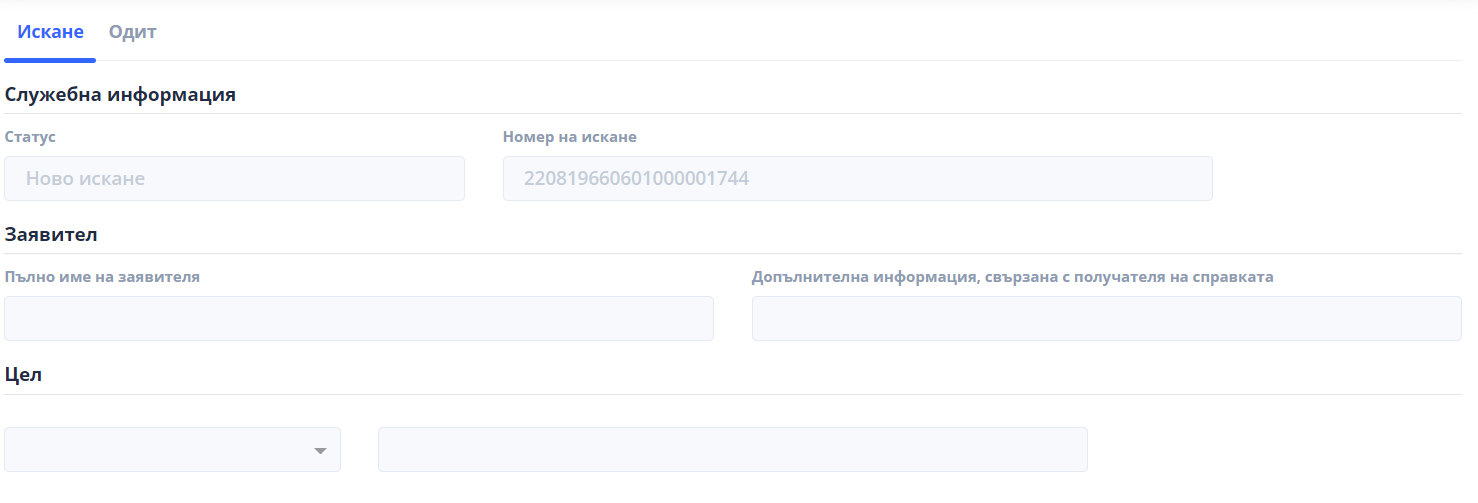 Искане Одит
Служебна информация
Статус Номер на искане
Ново искане 220819660601000001744
Заявител
Пълно име на заявителя Допълнителна информация, свързана с получателя на справката
Цел